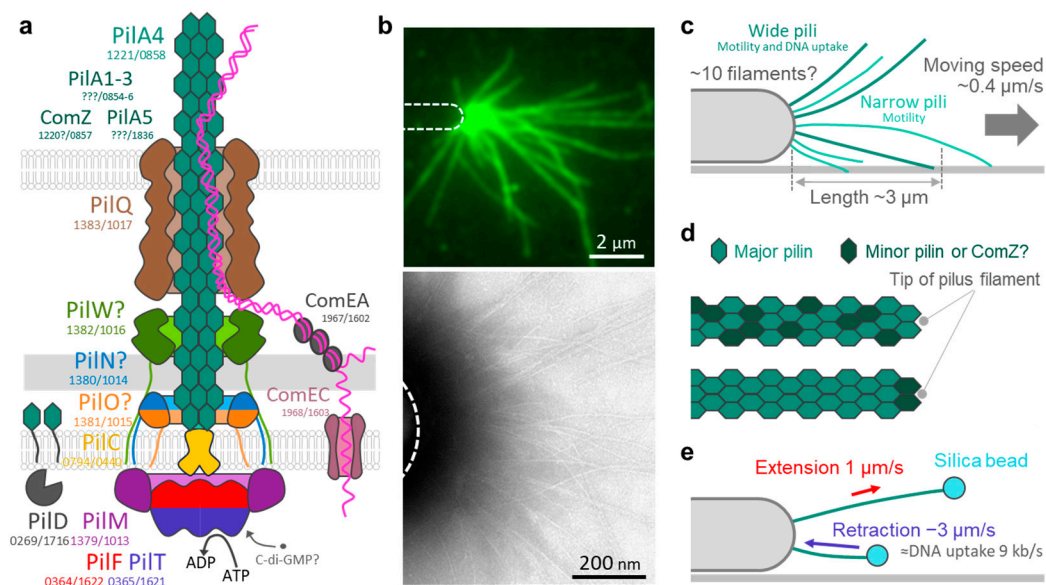 a
PilA4
1221/0858
PilA1-3
???/0854-6
ComZ
1220?/0857
PilA5
???/1836
PilQ
1383/1017
PilW?
1382/1016
ComEA
1967/1602
PilN?
1380/1014
ComEC
1968/1603
PilO?
1381/1015
PilC
0794/0440
PilD
0269/1716
PilM
1379/1013
PilF
0364/1622
PilT
0365/1621
ADP
ATP
C-di-GMP?
b
2 μm
200 nm
c
Wide pili
Motility and DNA uptake
~10 filaments?
Moving speed
~0.4 μm/s
Narrow pili
Motility
Length ~3 μm
d
Major pilin
Minor pilin or ComZ?
Tip of pilus
filament
e
Extension 1 μm/s
Silica bead
Retraction −3 μm/s
≈DNA uptake 9 kb/s